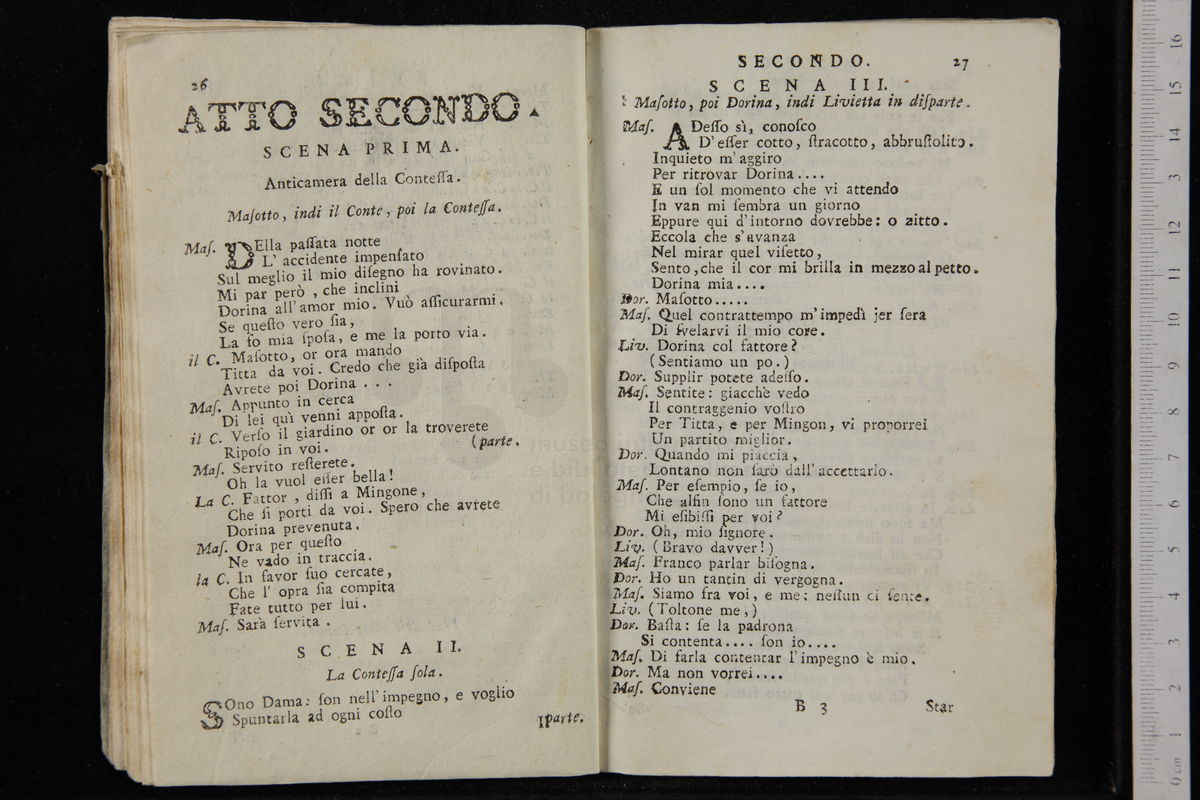 26
ATTO SECONDO.
SCENA PRIMA.
Anticamera della Contessa.
Masotto, indi il Conte, poi la Contessa.
Mas. DElla passata notte
L' accidente impensato
Sul meglio il mio disegno ha rovinato.
Mi par però , che inclini
Dorina all' amor mio. Vuò assicurarmi.
Se questo vero sia,
La fo mia sposa, e me la porto via.
il C. Masotto, or ora mando
Titta da voi. Credo che già disposta
Avrete poi Dorina . . .
Mas. Appunto in cerca
Di lei quì venni apposta.
il C. Verso il giardino or or la troverete
Riposo in voi. (parte.
Mas. Servito resterete.
Oh la vuol esser bella!
La C. Fattor , dissi a Mingone,
Che si porti da voi. Spero che avrete
Dorina prevenuta.
Mas. Ora per questo
Ne vado in traccia.
la C. In favor suo cercate,
Che l' opra sia compita
Fate tutto per lui.
Mas. Sarà servita .
SCENA II.
La Contessa sola.
SOno Dama: son nell' impegno, e voglio
Spuntarla ad ogni costo
parte.
SECONDO. 27
SCENA III.
Masotto, poi Dorina, indi Livietta in disparte.
Mas. ADesso sì, conosco
D' esser cotto, stracotto, abbrustolito.
Inquieto m' aggiro
Per ritrovar Dorina....
E un sol momento che vi attendo
In van mi sembra un giorno
Eppure qui d' intorno dovrebbe: o zitto.
Eccola che s' avanza
Nel mirar quel visetto,
Sento, che il cor mi brilla in mezzo al petto.
Dorina mia....
Dor. Masotto.....
Mas. Quel contrattempo m' impedì jer sera
Di svelarvi il mio core.
Liv. Dorina col fattore?
(Sentiamo un po.)
Dor. Supplir potete adesso.
Mas. Sentite: giacchè vedo
Il contraggenio vostro
Per Titta, e per Mingon, vi proporrei
Un partito miglior.
Dor. Quando mi piaccia,
Lontano non sarò dall' accettarlo.
Mas. Per esempio, se io,
Che alfin sono un fattore
Mi esibissi per voi?
Dor. Oh, mio signore.
Liv. (Bravo davver!)
Mas. Franco parlar bisogna.
Dor. Ho un tantin di vergogna.
Mas. Siamo fra voi, e me: nessun ci sente.
Liv. (Toltone me,)
Dor. Basta: se la padrona
Si contenta.... son io....
Mas. Di farla contentar l' impegno è mio.
Dor. Ma non vorrei....
Mas. Conviene
B 3 Star